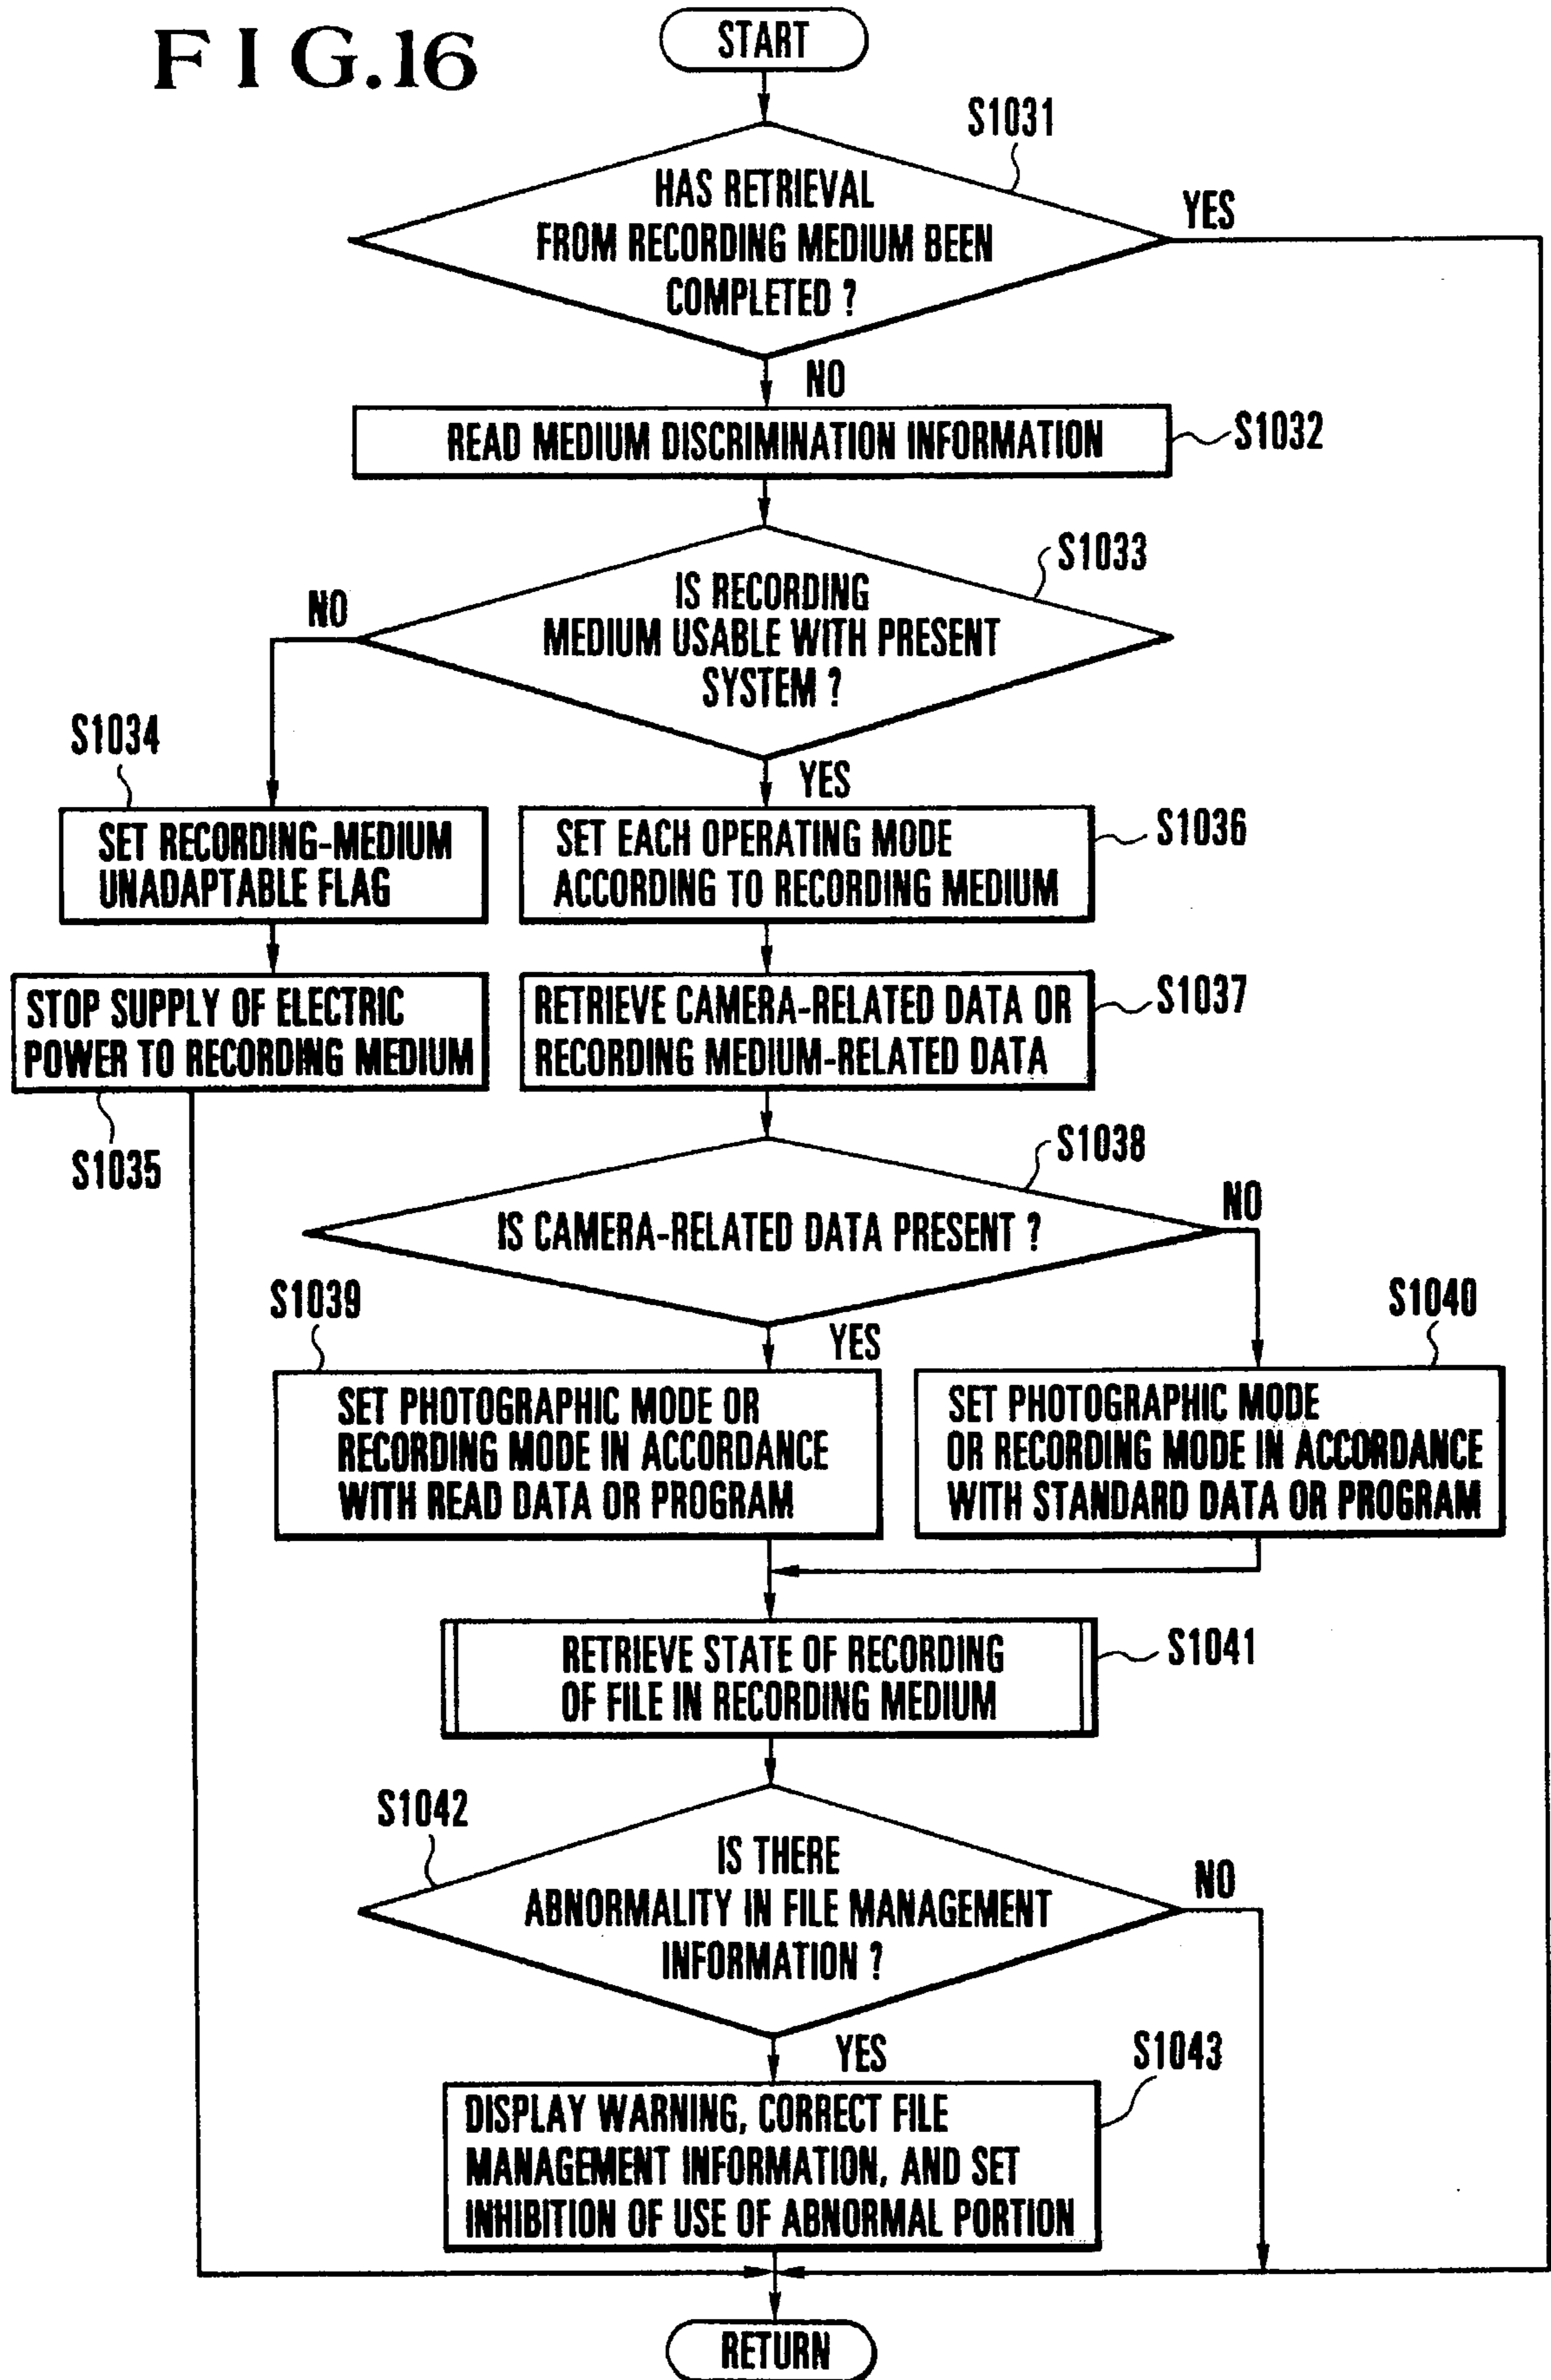 FIG.16
START
S1031
HAS RETRIEVAL
FROM RECORDING MEDIUM BEEN
COMPLETED ?
YES
NO
READ MEDIUM DISCRIMINATION INFORMATION
S1032
S1033
IS RECORDING
MEDIUM USABLE WITH PRESENT
SYSTEM ?
NO
YES
S1034
SET RECORDING-MEDIUM
UNADAPTABLE FLAG
SET EACH OPERATING MODE
ACCORDING TO RECORDING MEDIUM
S1036
STOP SUPPLY OF ELECTRIC
POWER TO RECORDING MEDIUM
S1035
RETRIEVE CAMERA-RELATED DATA OR
RECORDING MEDIUM-RELATED DATA
S1037
S1038
IS CAMERA-RELATED DATA PRESENT ?
NO
YES
S1039
SET PHOTOGRAPHIC MODE OR
RECORDING MODE IN ACCORDANCE
WITH READ DATA OR PROGRAM
S1040
SET PHOTOGRAPHIC MODE
OR RECORDING MODE IN ACCORDANCE
WITH STANDARD DATA OR PROGRAM
RETRIEVE STATE OF RECORDING
OF FILE IN RECORDING MEDIUM
S1041
S1042
IS THERE
ABNORMALITY IN FILE MANAGEMENT
INFORMATION ?
NO
YES
S1043
DISPLAY WARNING, CORRECT FILE
MANAGEMENT INFORMATION, AND SET
INHIBITION OF USE OF ABNORMAL PORTION
RETURN